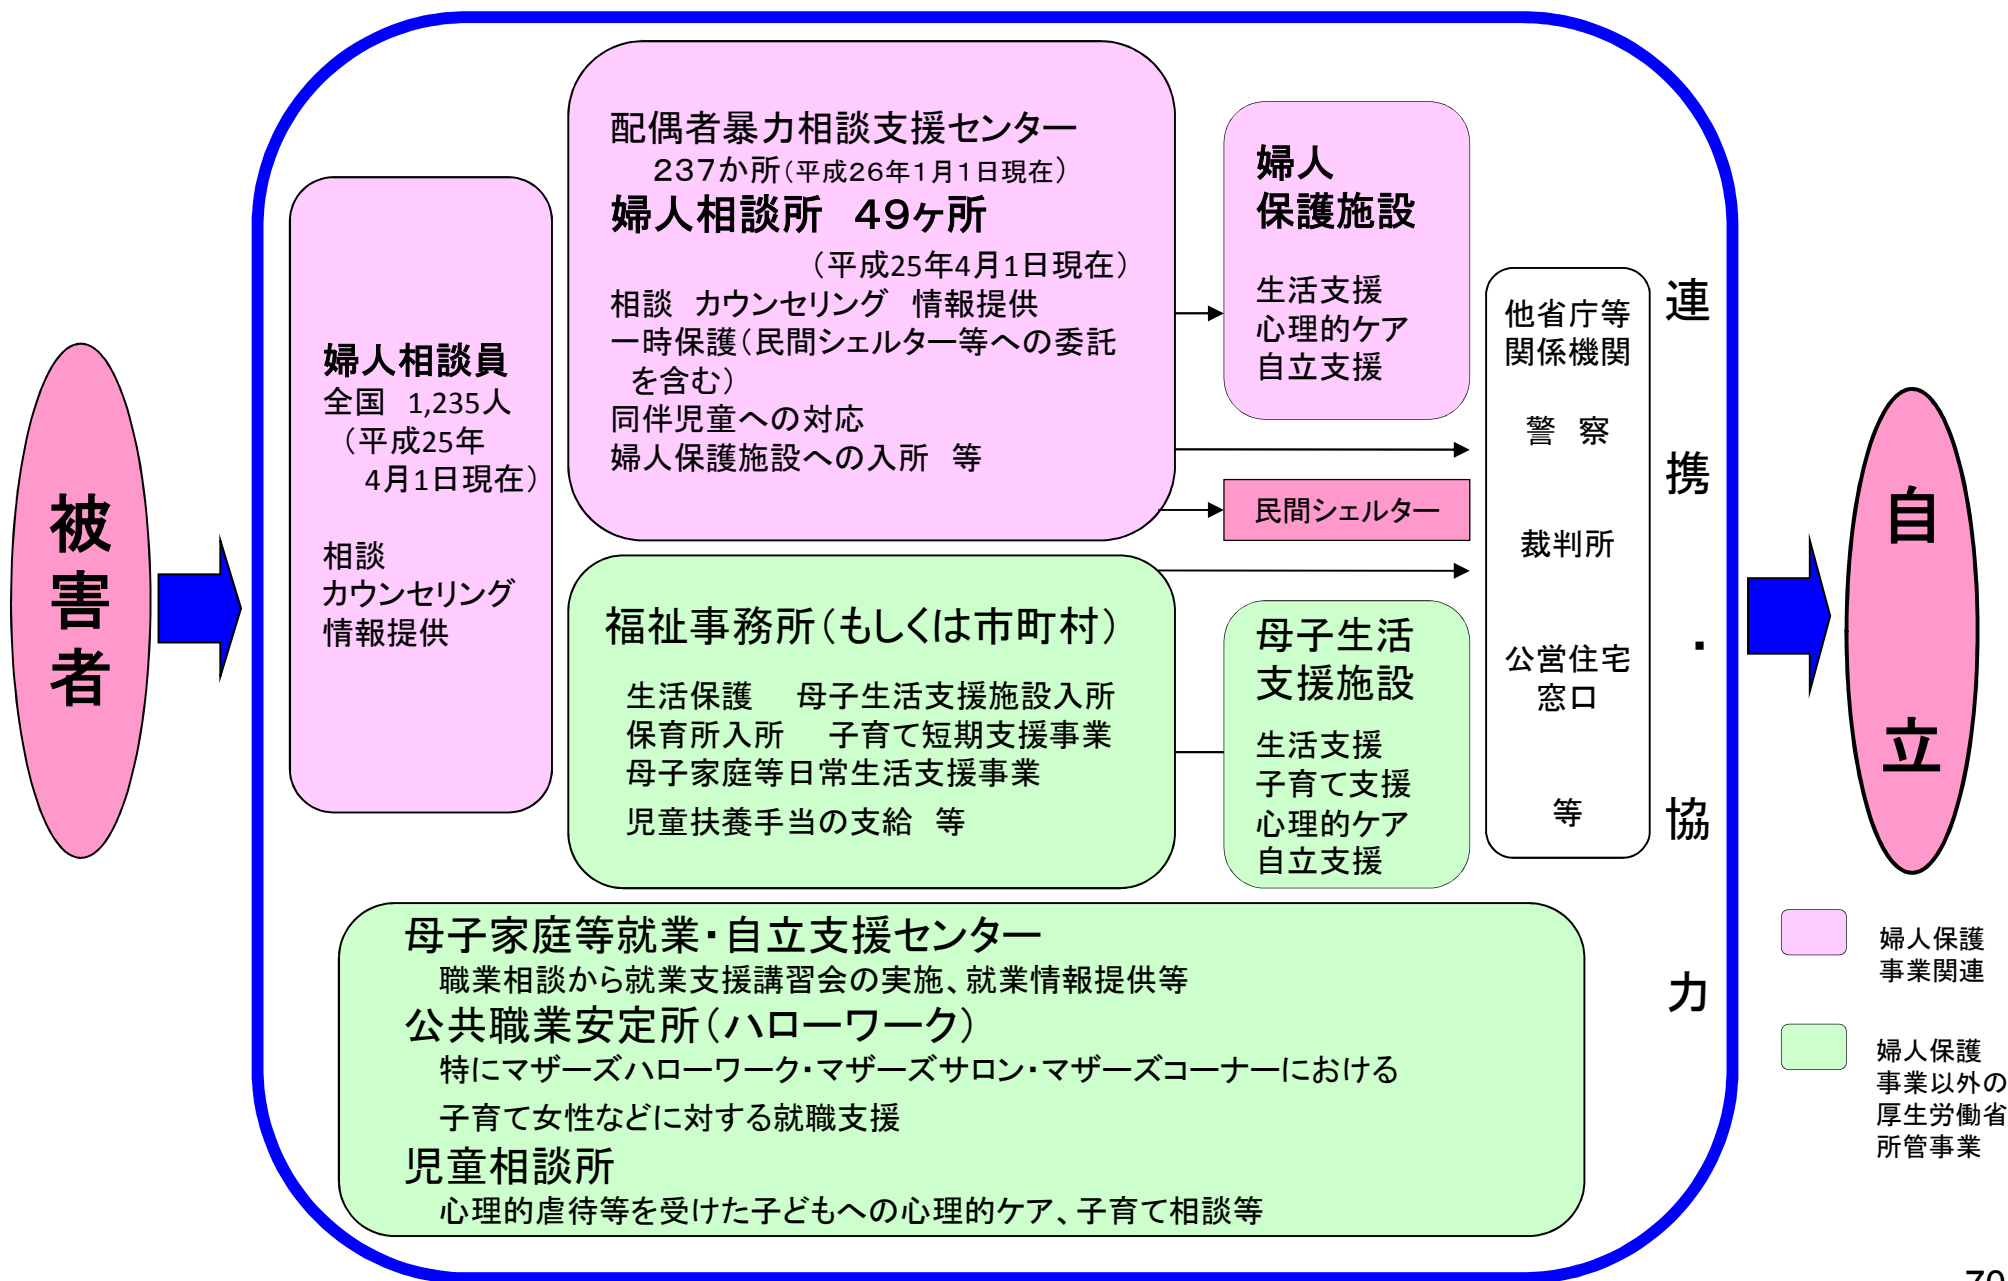 被害者
婦人相談員
全国　1,235人
（平成25年
4月1日現在）
相談
カウンセリング
情報提供
配偶者暴力相談支援センター
237か所（平成26年1月1日現在）
婦人相談所　49ヶ所
（平成25年4月1日現在）
相談　カウンセリング　情報提供
一時保護（民間シェルター等への委託
を含む）
同伴児童への対応
婦人保護施設への入所　等
婦人
保護施設
生活支援
心理的ケア
自立支援
民間シェルター
福祉事務所（もしくは市町村）
生活保護　母子生活支援施設入所
保育所入所　子育て短期支援事業
母子家庭等日常生活支援事業
児童扶養手当の支給　等
母子生活
支援施設
生活支援
子育て支援
心理的ケア
自立支援
他省庁等
関係機関
警　察
裁判所
公営住宅
窓口
等
連携・協力
母子家庭等就業・自立支援センター
職業相談から就業支援講習会の実施、就業情報提供等
公共職業安定所（ハローワーク）
特にマザーズハローワーク・マザーズサロン・マザーズコーナーにおける
子育て女性などに対する就職支援
児童相談所
心理的虐待等を受けた子どもへの心理的ケア、子育て相談等
自立
婦人保護
事業関連
婦人保護
事業以外の
厚生労働省
所管事業